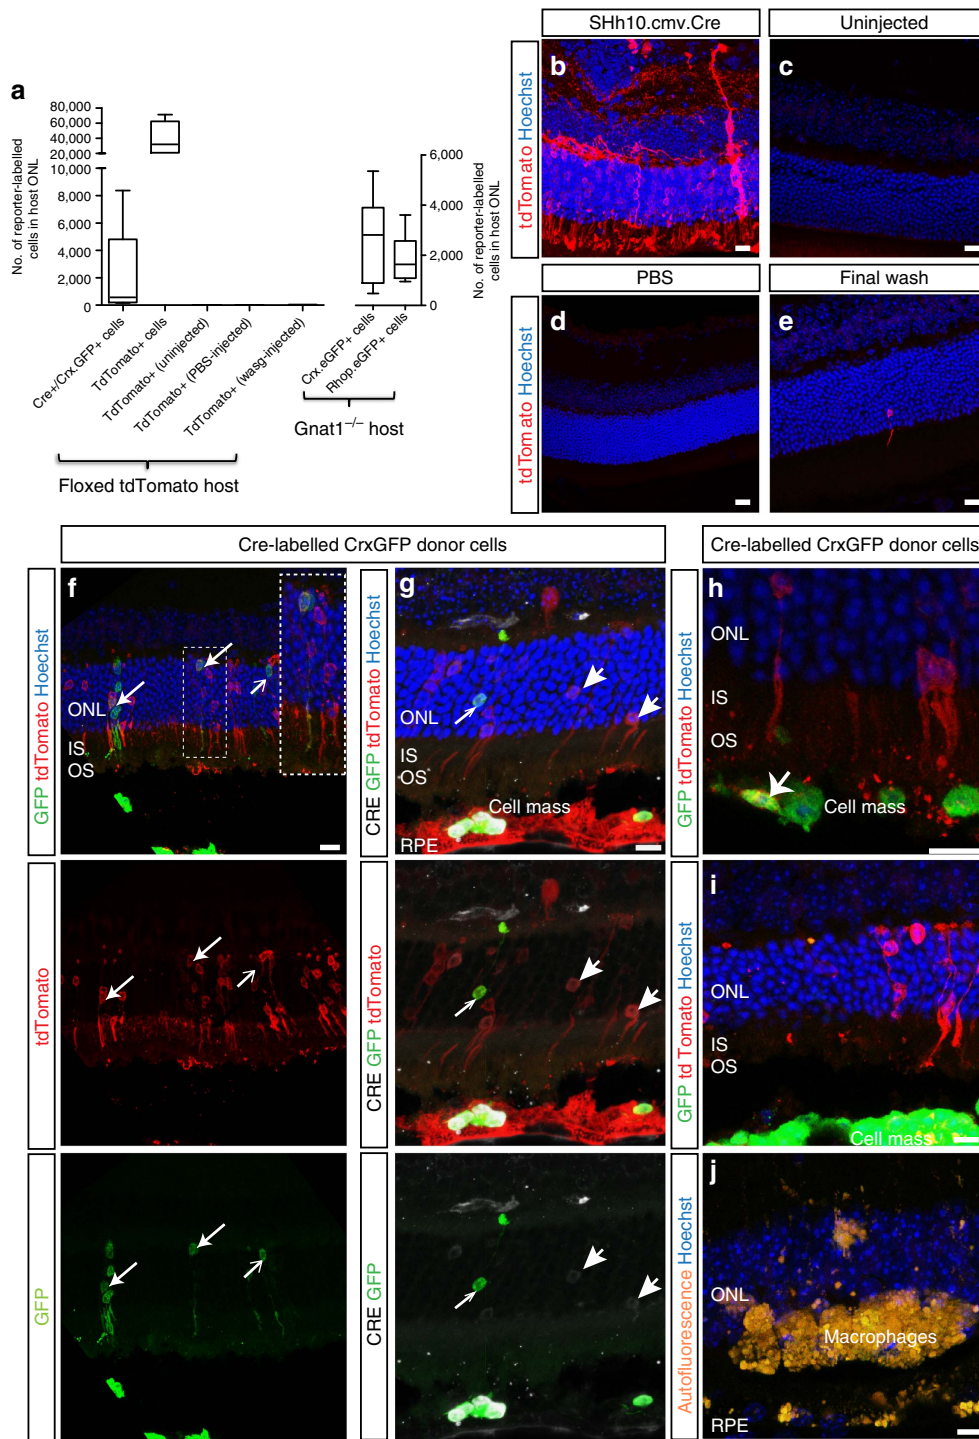 a
No. of reporter-labelled
cells in host ONL
80,000
60,000
40,000
20,000
10,000
8,000
6,000
4,000
2,000
0
6,000
4,000
2,000
0
No. of reporter-labelled
cells in host ONL
Cre+/Crx.GFP+ cells
TdTomato+ cells
TdTomato+ (uninjected)
TdTomato+ (PBS-injected)
TdTomato+ (wasg-injected)
Crx.eGFP+ cells
Rhop.eGFP+ cells
Floxed tdTomato host
Gnat1–/– host
SHh10.cmv.Cre
Uninjected
tdTomato Hoechst
b
c
PBS
Final wash
tdTomato Hoechst
d
e
Cre-labelled CrxGFP donor cells
Cre-labelled CrxGFP donor cells
GFP tdTomato Hoechst
f
ONL
IS
OS
CRE GFP tdTomato Hoechst
g
ONL
IS
OS
Cell mass
RPE
GFP tdTomato Hoechst
h
ONL
IS
OS
Cell mass
tdTomato
CRE GFP tdTomato
GFP td Tomato Hoechst
i
ONL
IS
OS
Cell mass
GFP
CRE GFP
Autofluorescence Hoechst
j
ONL
Macrophages
RPE